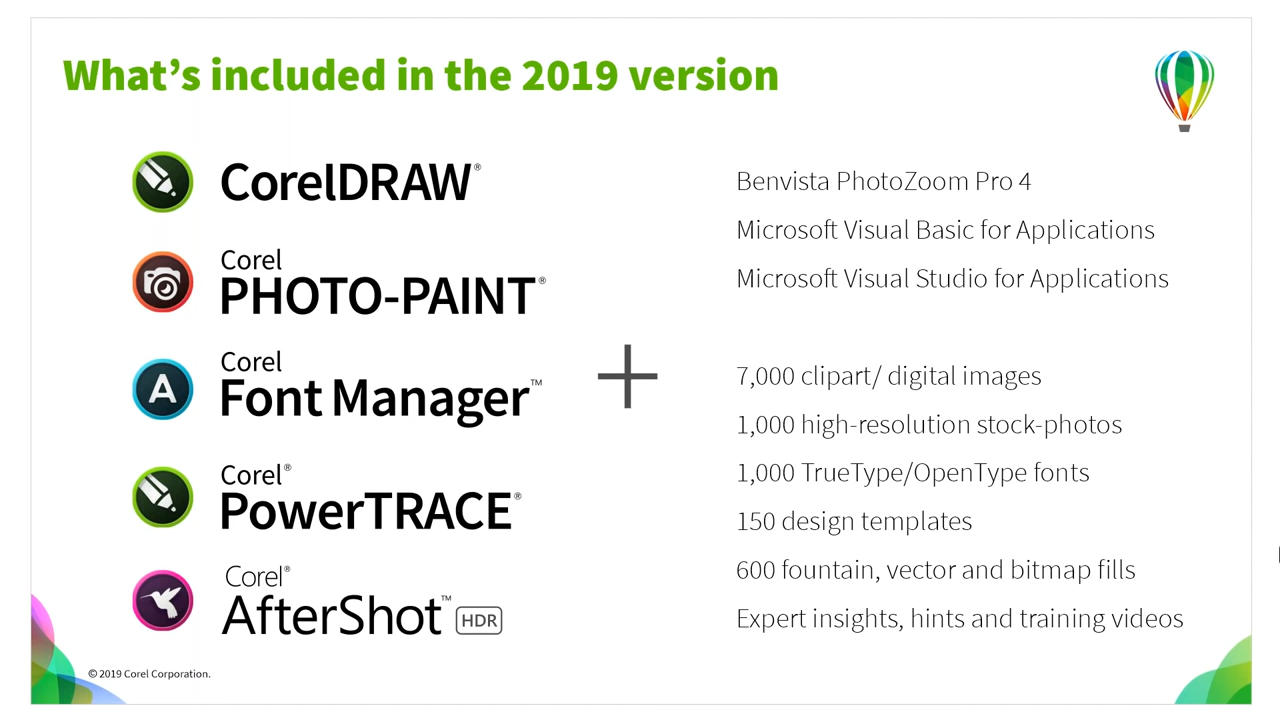 What's included in the 2019 version
CorelDRAW®
Corel
PHOTO-PAINT®
Corel
Font Manager™
Corel®
PowerTRACE®
Corel®
AfterShot™ HDR
Benvista PhotoZoom Pro 4
Microsoft Visual Basic for Applications
Microsoft Visual Studio for Applications
7,000 clipart/ digital images
1,000 high-resolution stock-photos
1,000 TrueType/OpenType fonts
150 design templates
600 fountain, vector and bitmap fills
Expert insights, hints and training videos
© 2019 Corel Corporation.